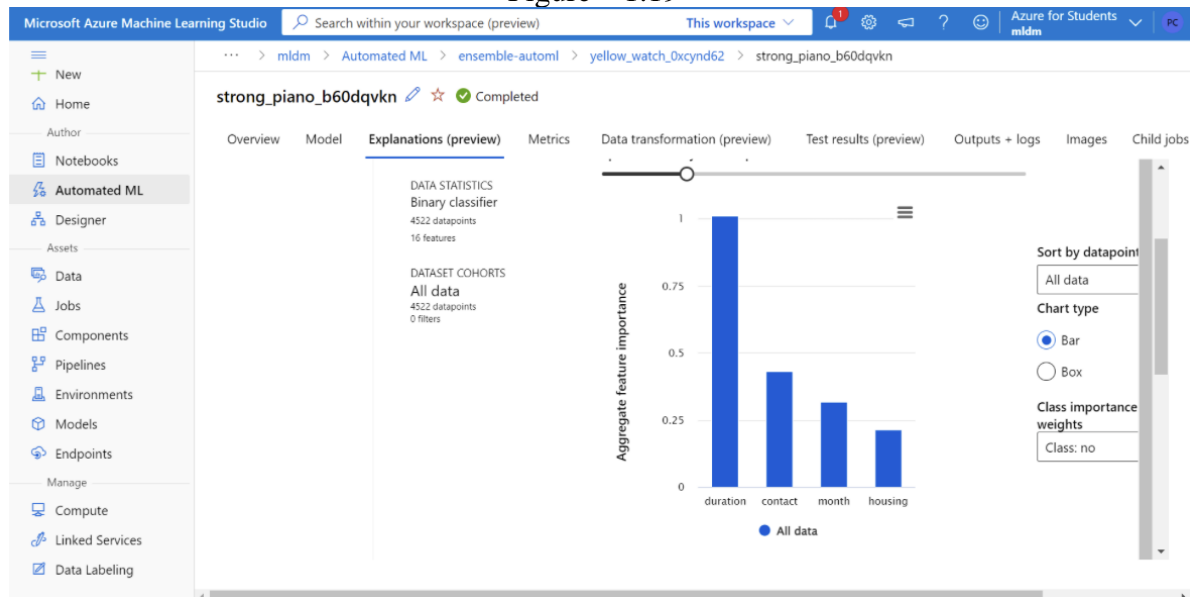 Microsoft Azure Machine Learning Studio
Search within your workspace (preview)
This workspace
1
?
Azure for Students
mldm
PC
··· > mldm > Automated ML > ensemble-automl > yellow_watch_0xcynd62 > strong_piano_b60dqvkn
New
Home
Author
Notebooks
Automated ML
Designer
Assets
Data
Jobs
Components
Pipelines
Environments
Models
Endpoints
Manage
Compute
Linked Services
Data Labeling
strong_piano_b60dqvkn
Completed
Overview Model Explanations (preview) Metrics Data transformation (preview) Test results (preview) Outputs + logs Images Child jobs
DATA STATISTICS
Binary classifier
4522 datapoints
16 features
DATASET COHORTS
All data
4522 datapoints
0 filters
Aggregate feature importance
1
0.75
0.5
0.25
0
duration contact month housing
All data
Sort by datapoint
All data
Chart type
Bar
Box
Class importance
weights
Class: no